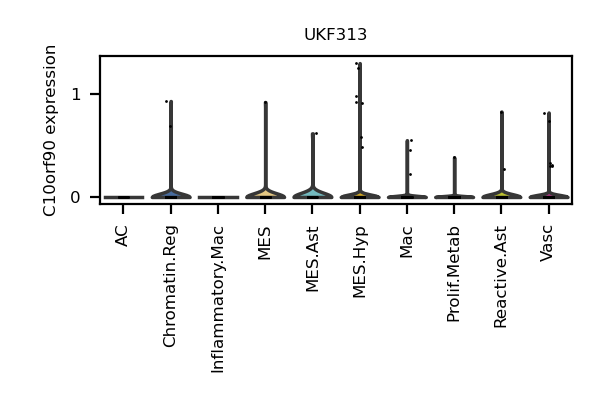 UKF313
C10orf90 expression
1
0
AC
Chromatin.Reg
Inflammatory.Mac
MES
MES.Ast
MES.Hyp
Mac
Prolif.Metab
Reactive.Ast
Vasc